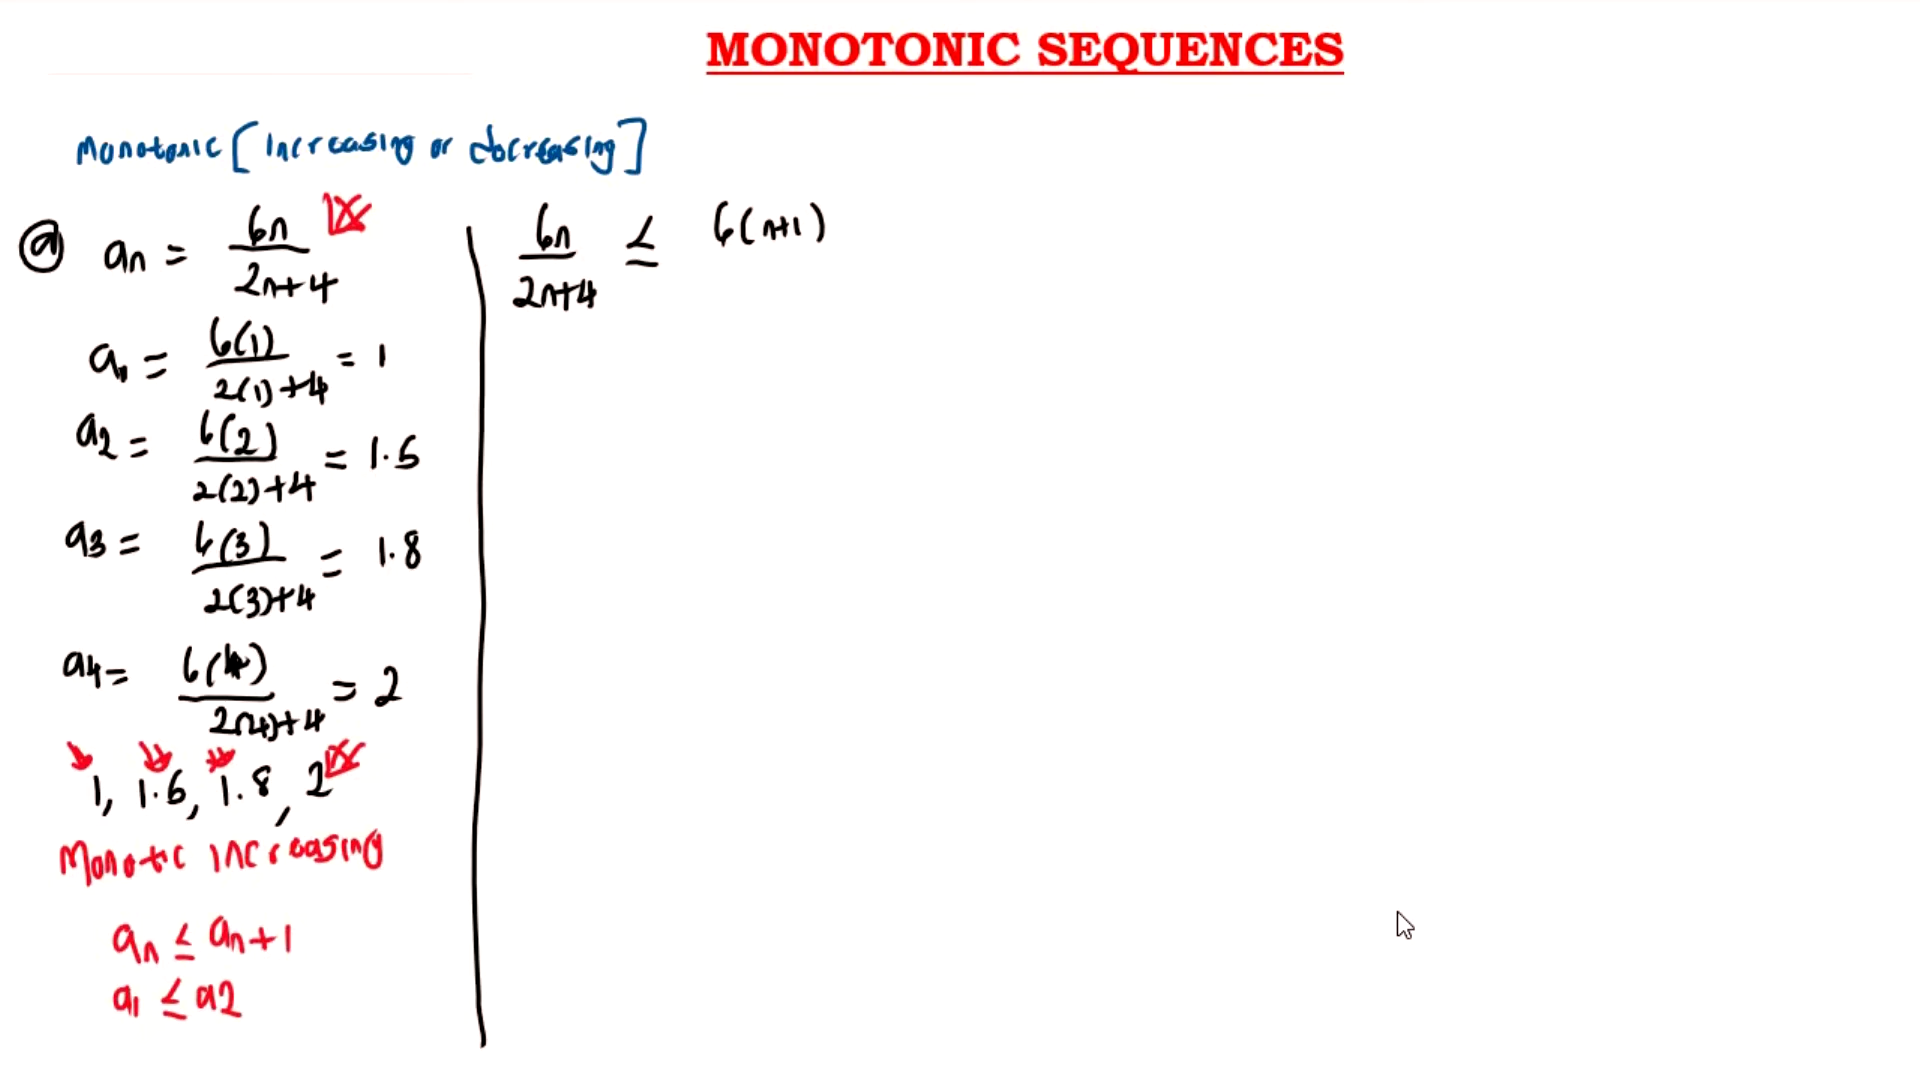 MONOTONIC SEQUENCES
Monotonic [increasing or decreasing]
(a) an = 6n / 2n+4
a1 = 6(1) / 2(1)+4 = 1
a2 = 6(2) / 2(2)+4 = 1.5
a3 = 6(3) / 2(3)+4 = 1.8
a4 = 6(4) / 2(4)+4 = 2
1, 1.6, 1.8, 2
Monotic increasing
an ≤ an+1
a1 ≤ a2
6n / 2n+4 ≤ 6(n+1)